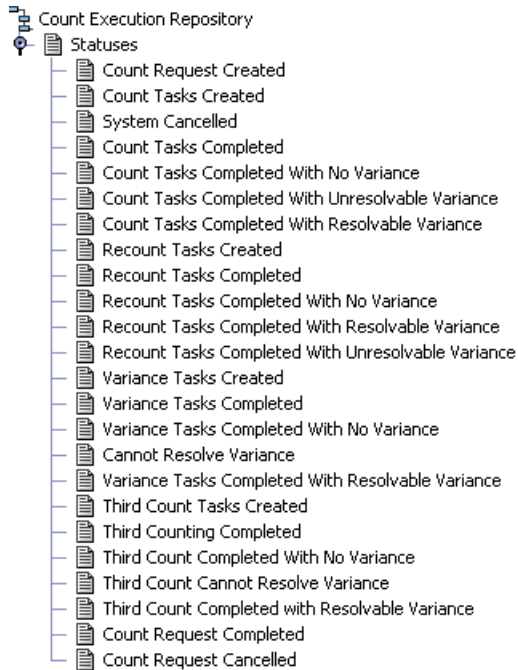 Count Execution Repository
Statuses
Count Request Created
Count Tasks Created
System Cancelled
Count Tasks Completed
Count Tasks Completed With No Variance
Count Tasks Completed With Unresolvable Variance
Count Tasks Completed With Resolvable Variance
Recount Tasks Created
Recount Tasks Completed
Recount Tasks Completed With No Variance
Recount Tasks Completed With Resolvable Variance
Recount Tasks Completed With Unresolvable Variance
Variance Tasks Created
Variance Tasks Completed
Variance Tasks Completed With No Variance
Cannot Resolve Variance
Variance Tasks Completed With Resolvable Variance
Third Count Tasks Created
Third Counting Completed
Third Count Completed With No Variance
Third Count Cannot Resolve Variance
Third Count Completed with Resolvable Variance
Count Request Completed
Count Request Cancelled